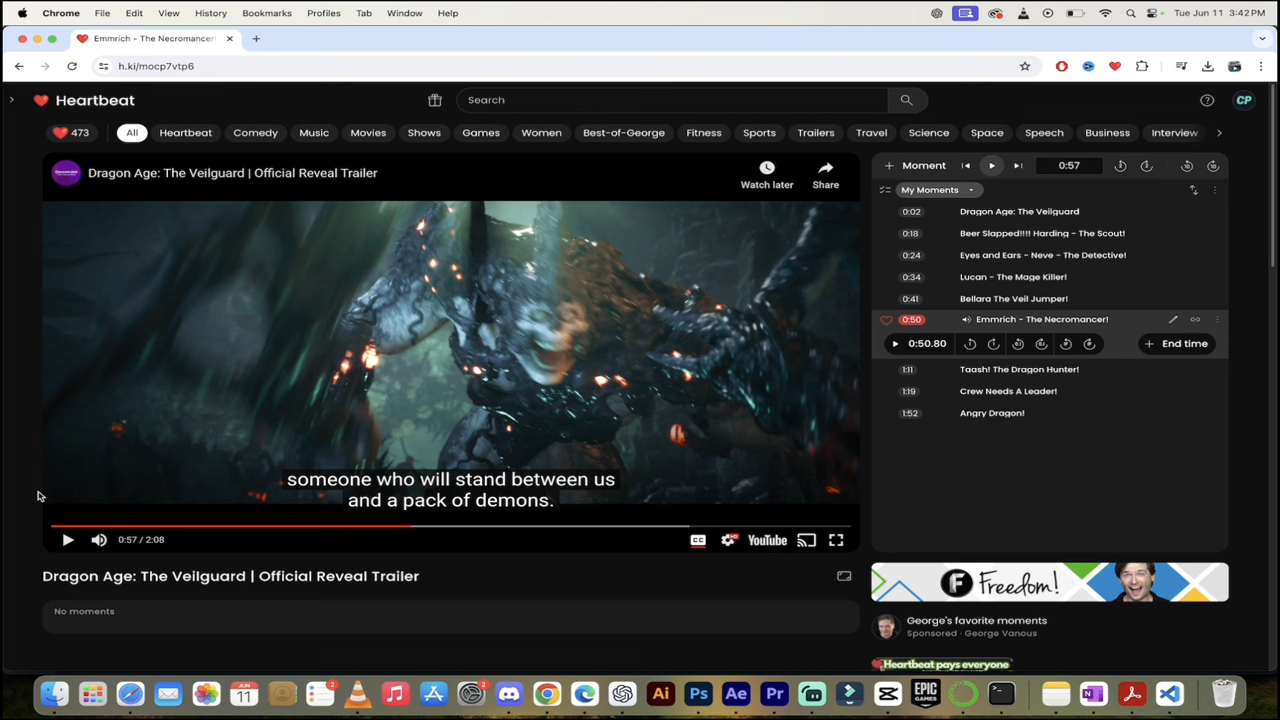 Chrome File Edit View History Bookmarks Profiles Tab Window Help Tue Jun 11 3:42 PM
Emmrich - The Necromancer
h.ki/mocp7vtp6
Heartbeat
Search
CP
473 All Heartbeat Comedy Music Movies Shows Games Women Best-of-George Fitness Sports Trailers Travel Science Space Speech Business Interview
Dragon Age: The Veilguard | Official Reveal Trailer
Watch later
Share
someone who will stand between us
and a pack of demons.
0:57 / 2:08
CC
HD
YouTube
Dragon Age: The Veilguard | Official Reveal Trailer
No moments
+ Moment 0:57
My Moments
0:02 Dragon Age: The Veilguard
0:18 Beer Slapped!!!! Harding - The Scout!
0:24 Eyes and Ears - Neve - The Detective!
0:34 Lucan - The Mage Killer!
0:41 Bellara The Veil Jumper!
0:50 Emmrich - The Necromancer!
0:50.80 + End time
1:11 Taash! The Dragon Hunter!
1:19 Crew Needs A Leader!
1:52 Angry Dragon!
F Freedom!
George's favorite moments
Sponsored · George Vanous
Heartbeat pays everyone
JUN
11
3
2
Ai Ps Ae Pr
EPIC
GAMES
N